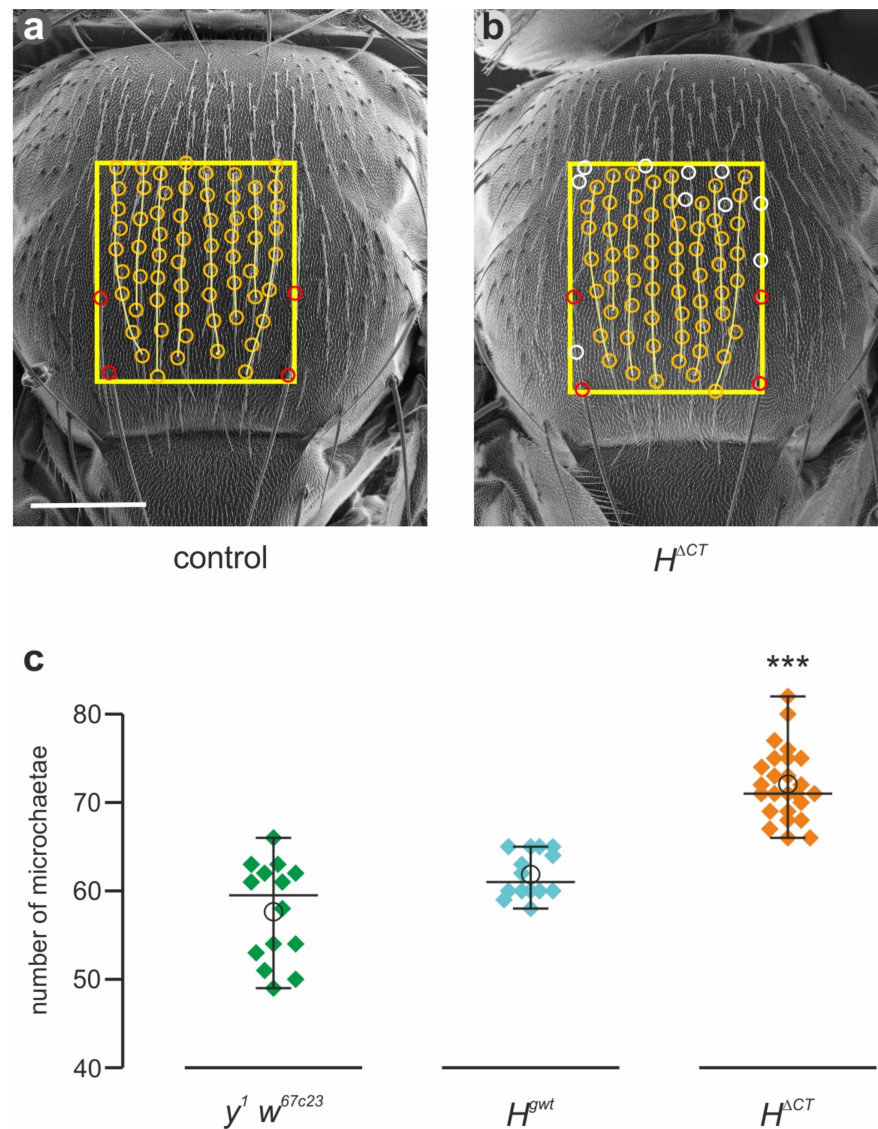 a
b
control
H^ΔCT
c
***
number of microchaetae
80
70
60
50
40
y^1 w^67c23
H^gwt
H^ΔCT